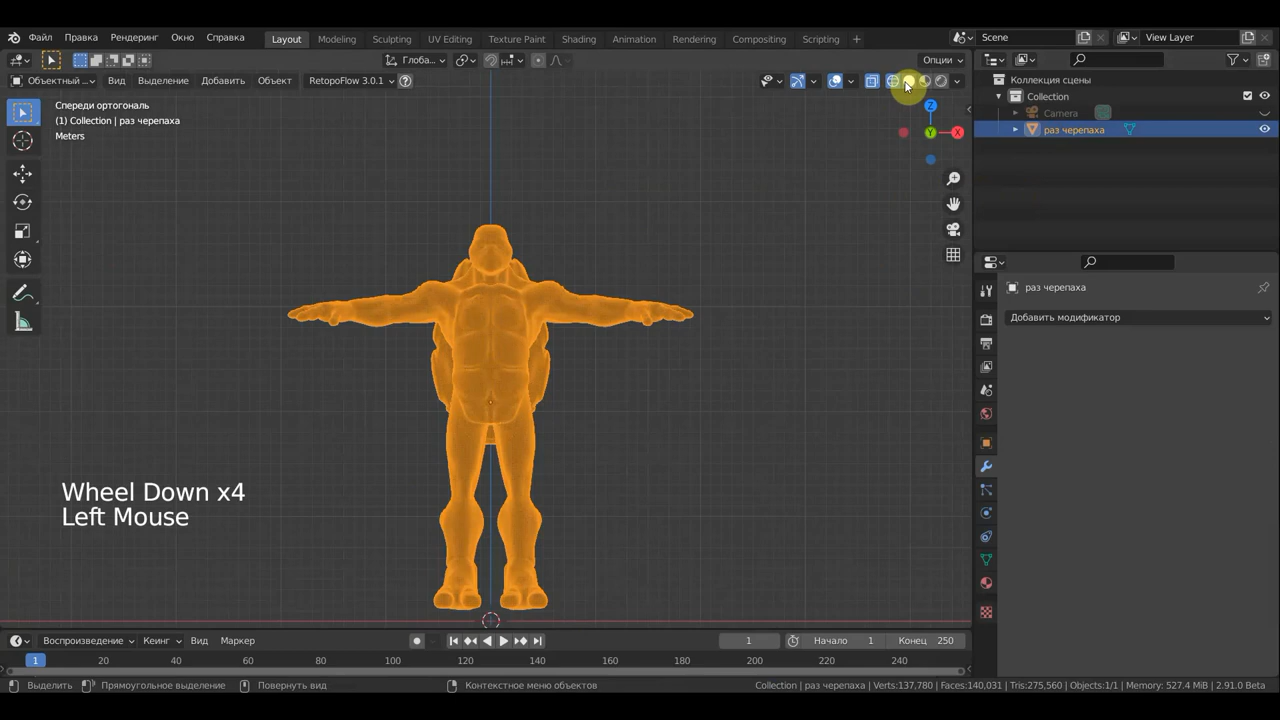 Файл Правка Рендеринг Окно Справка Layout Modeling Sculpting UV Editing Texture Paint Shading Animation Rendering Compositing Scripting + Scene View Layer
Глоба... Опции
Объектный... Вид Выделение Добавить Объект RetopoFlow 3.0.1 ?
Спереди ортогональ
(1) Collection | раз черепаха
Meters
Z
Y
X
Коллекция сцены
Collection
Camera
раз черепаха
раз черепаха
Добавить модификатор
Wheel Down x4
Left Mouse
Воспроизведение Кеинг Вид Маркер 1 Начало 1 Конец 250
1 20 40 60 80 100 120 140 160 180 200 220 240
Выделить Прямоугольное выделение Повернуть вид Контекстное меню объектов Collection | раз черепаха | Verts:137,780 | Faces:140,031 | Tris:275,560 | Objects:1/1 | Memory: 527.4 MiB | 2.91.0 Beta